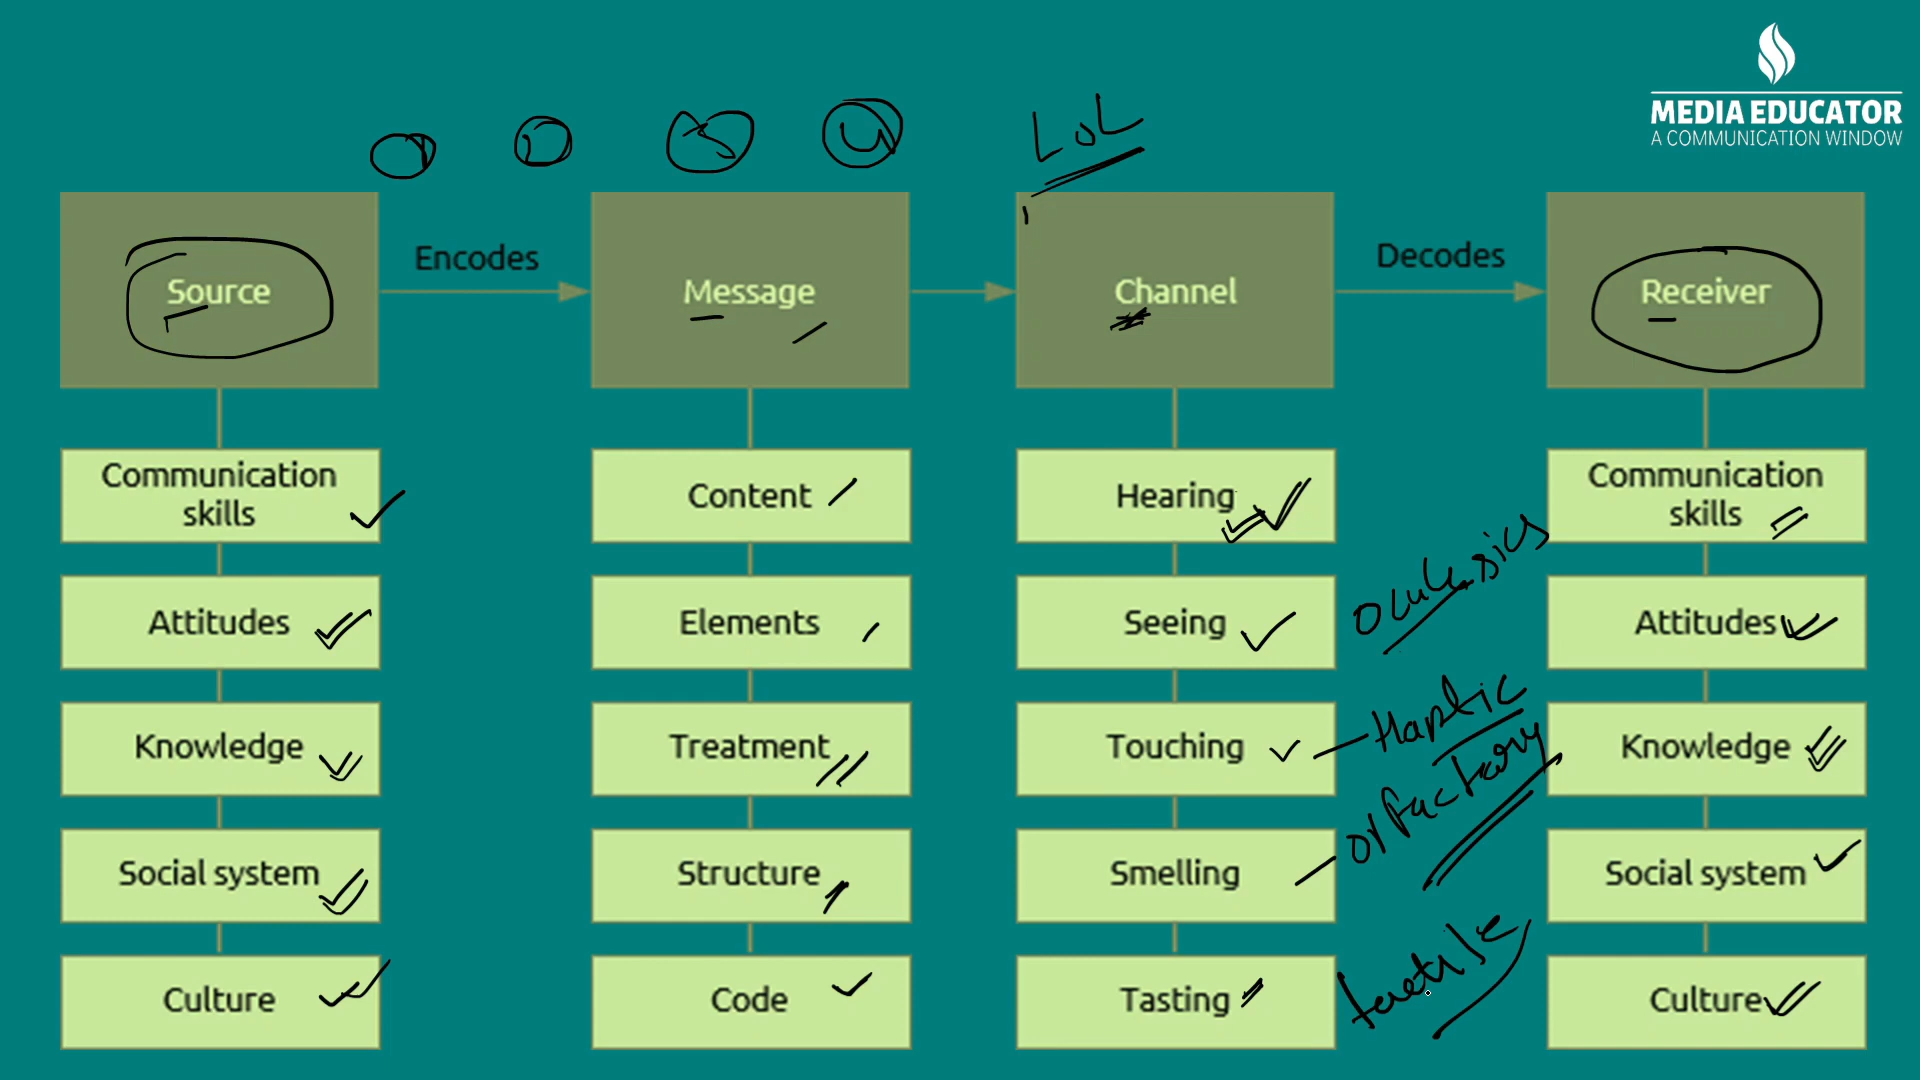 MEDIA EDUCATOR
A COMMUNICATION WINDOW
LOL
Source
Encodes
Message
Channel
Decodes
Receiver
Communication
skills
Content
Hearing
Communication
skills
Oculesics
Attitudes
Elements
Seeing
Attitudes
Knowledge
Treatment
Touching
Haptic
Knowledge
Social system
Structure
Smelling
Social system
Culture
Code
Tasting
Culture